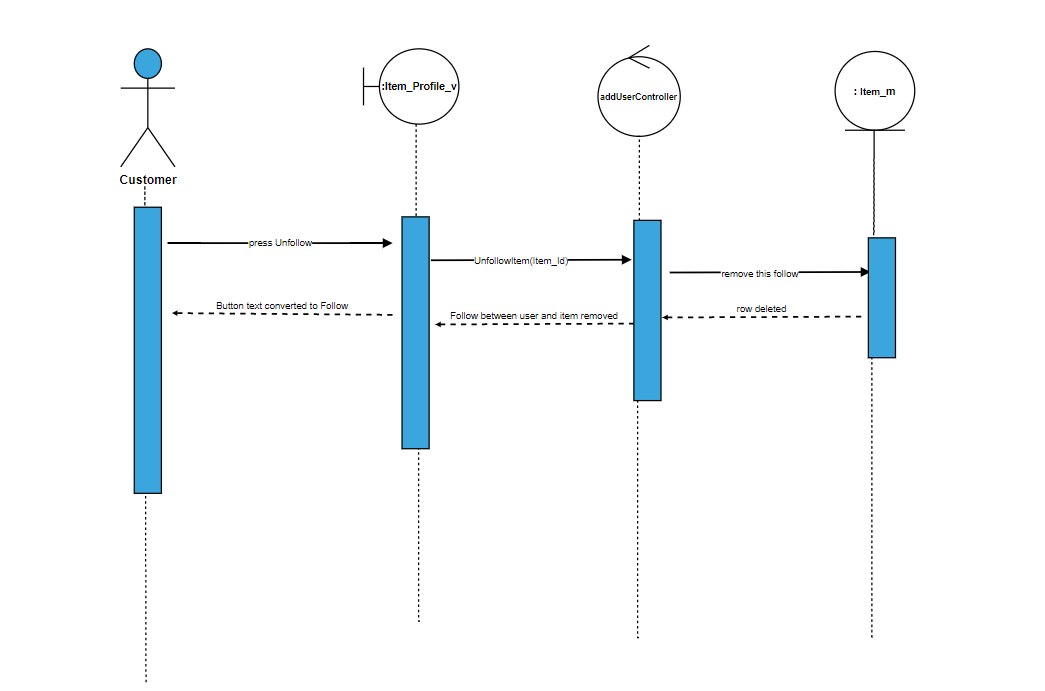 :Item_Profile_v
addUserController
: Item_m
Customer
press Unfollow
UnfollowItem(Item_Id)
remove this follow
Button text converted to Follow
Follow between user and item removed
row deleted